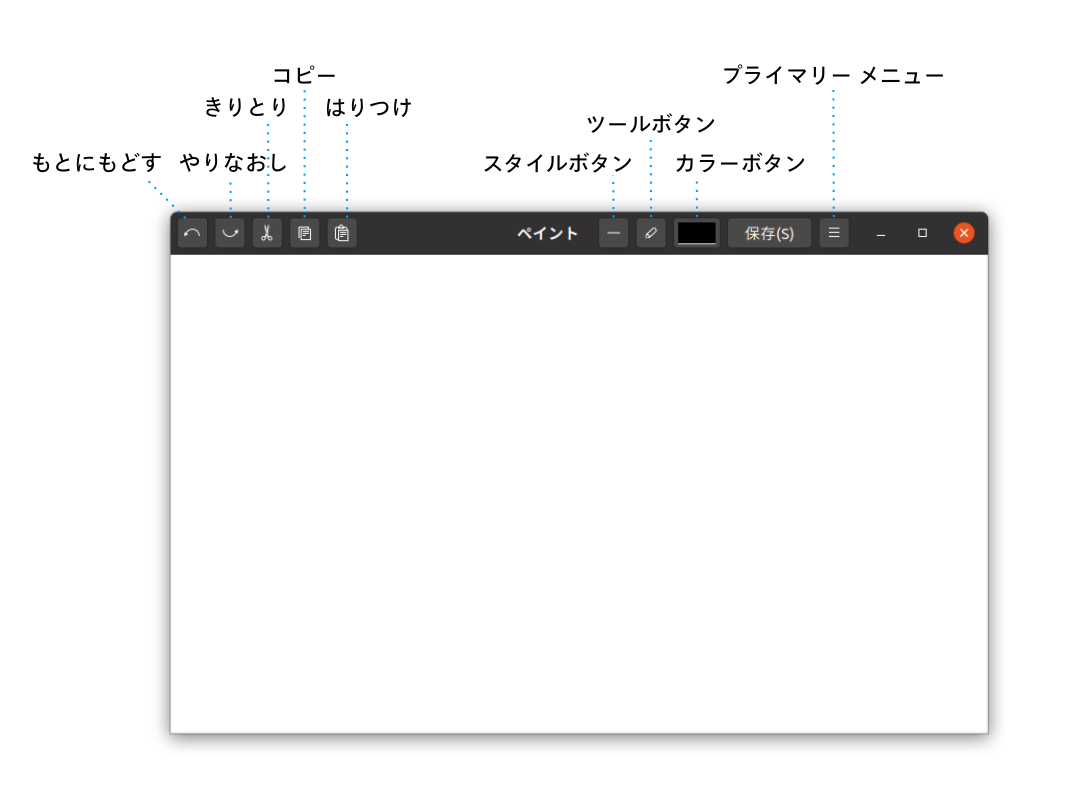 コピー
プライマリー メニュー
きりとり
はりつけ
ツールボタン
もとにもどす
やりなおし
スタイルボタン
カラーボタン
ペイント
保存(S)